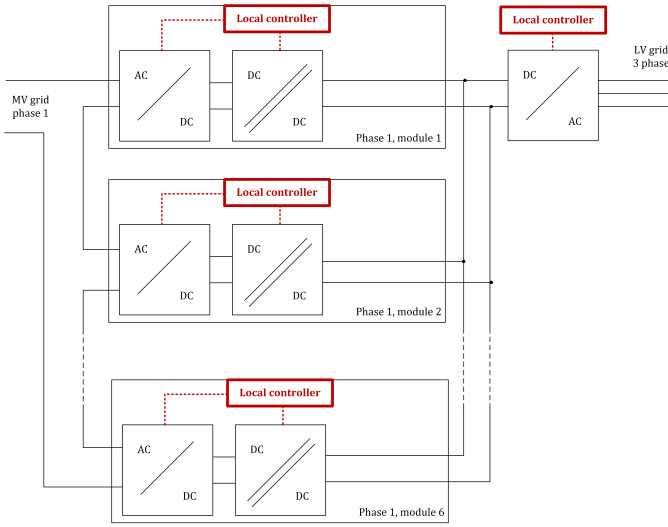 Local controller
Local controller
LV grid
3 phase
AC
DC
DC
DC
DC
AC
MV grid
phase 1
Phase 1, module 1
Local controller
AC
DC
DC
DC
Phase 1, module 2
Local controller
AC
DC
DC
DC
Phase 1, module 6